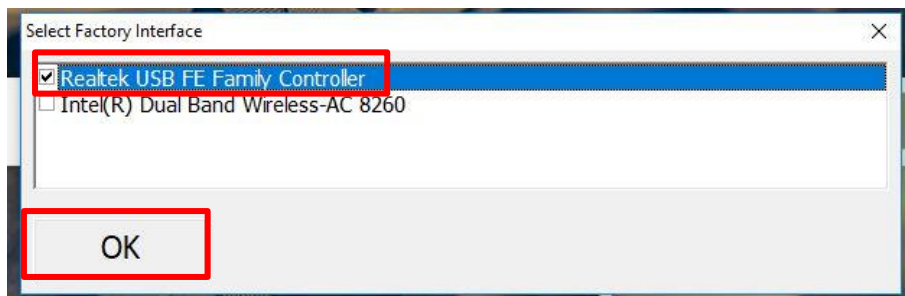 Select Factory Interface
Realtek USB FE Family Controller
Intel(R) Dual Band Wireless-AC 8260
OK